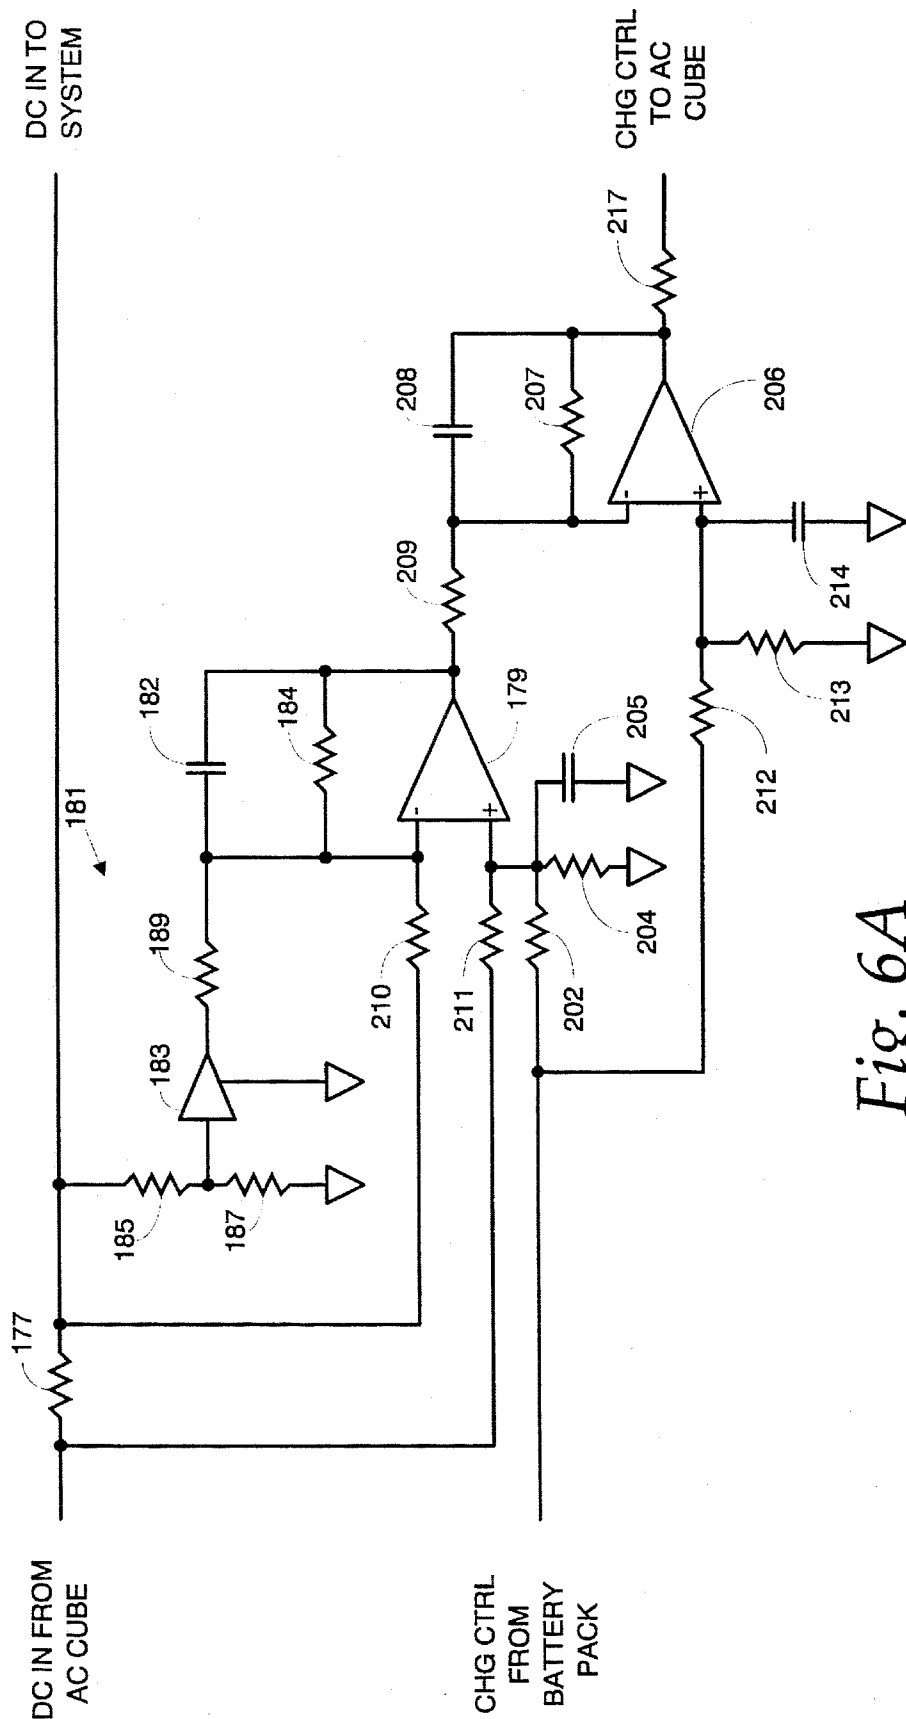 DC IN TO
SYSTEM
DC IN FROM
AC CUBE
CHG CTRL
FROM
BATTERY
PACK
CHG CTRL
TO AC
CUBE
177
181
185
187
183
189
182
184
210
211
202
204
205
179
209
208
207
206
217
212
213
214
-
+
-
+
Fig. 6A